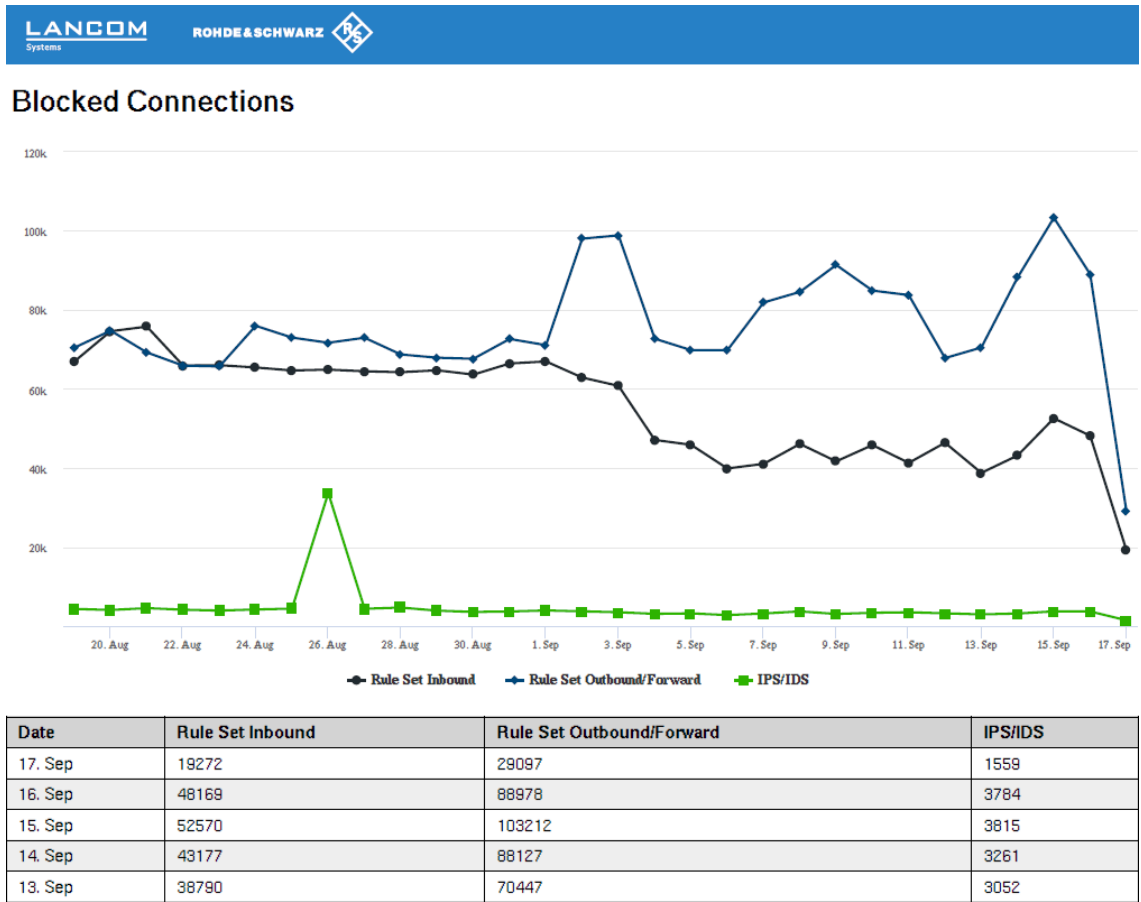 LANCOM
Systems
ROHDE&SCHWARZ
R&S
Blocked Connections
120k
100k
80k
60k
40k
20k
20. Aug 22. Aug 24. Aug 26. Aug 28. Aug 30. Aug 1. Sep 3. Sep 5. Sep 7. Sep 9. Sep 11. Sep 13. Sep 15. Sep 17. Sep
Rule Set Inbound Rule Set Outbound/Forward IPS/IDS
Date Rule Set Inbound Rule Set Outbound/Forward IPS/IDS
17. Sep 19272 29097 1559
16. Sep 48169 88978 3784
15. Sep 52570 103212 3815
14. Sep 43177 88127 3261
13. Sep 38790 70447 3052